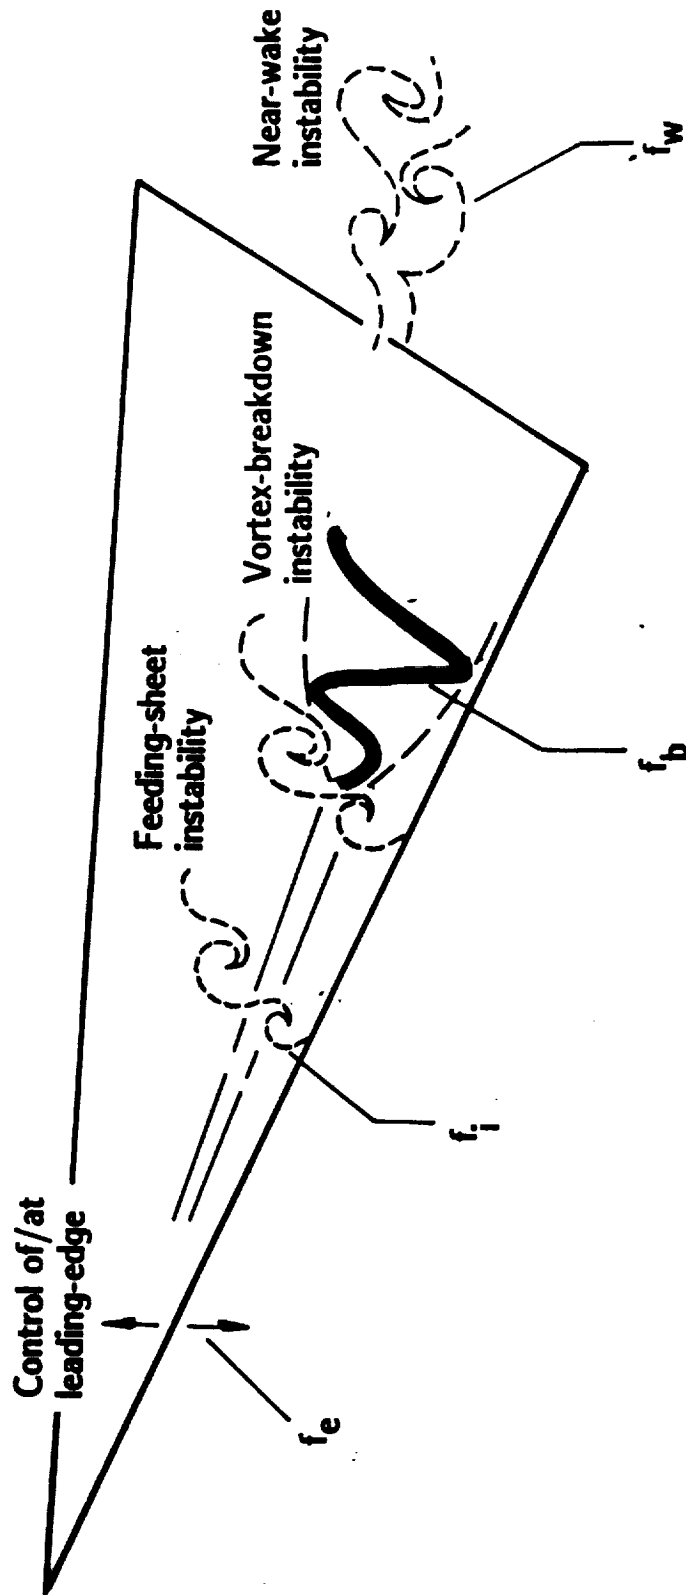 Control of/at
leading-edge
Feeding-sheet
instability
Vortex-breakdown
instability
Near-wake
instability
f_e
f_i
f_b
f_w